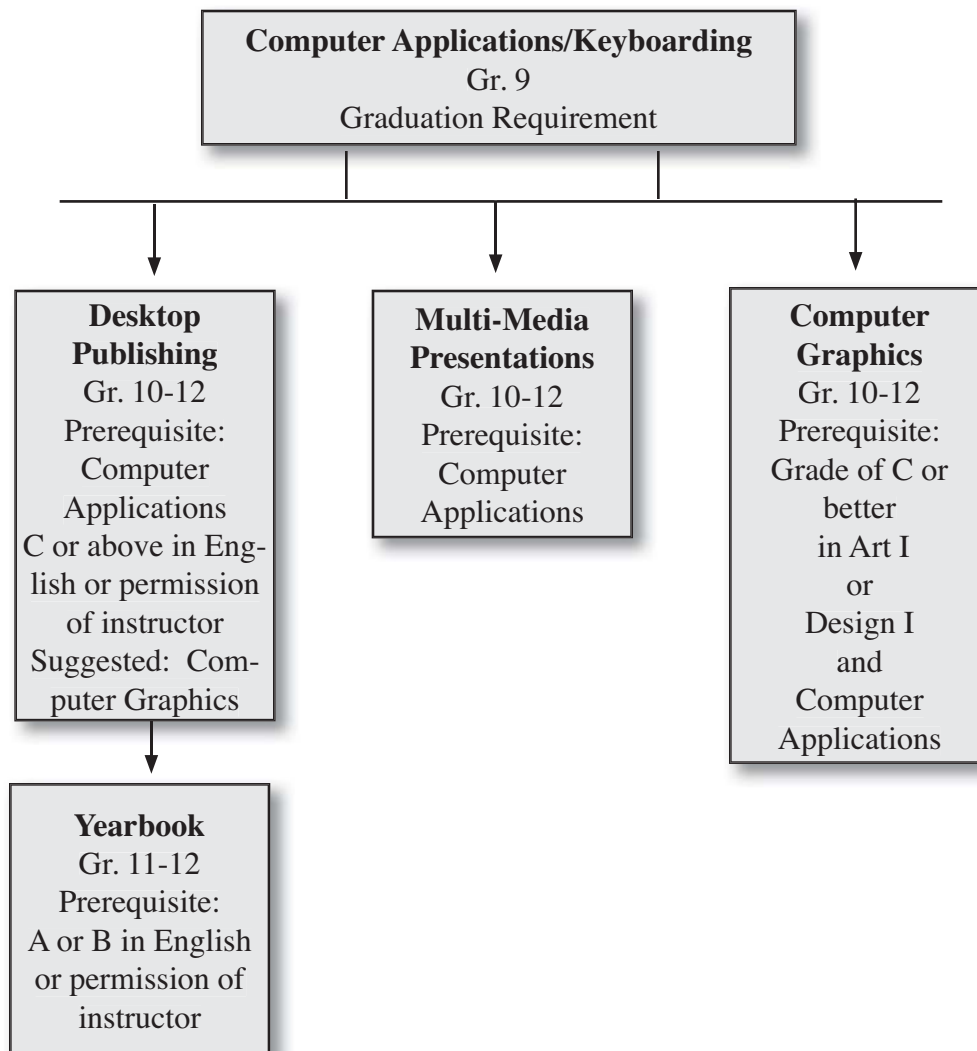 Computer Applications/Keyboarding
Gr. 9
Graduation Requirement
Desktop
Publishing
Gr. 10-12
Prerequisite:
Computer
Applications
C or above in Eng-
lish or permission
of instructor
Suggested:  Com-
puter Graphics
Multi-Media
Presentations
Gr. 10-12
Prerequisite:
Computer
Applications
Computer
Graphics
Gr. 10-12
Prerequisite:
Grade of C or
better
in Art I
or
Design I
and
Computer
Applications
Yearbook
Gr. 11-12
Prerequisite:
A or B in English
or permission of
instructor